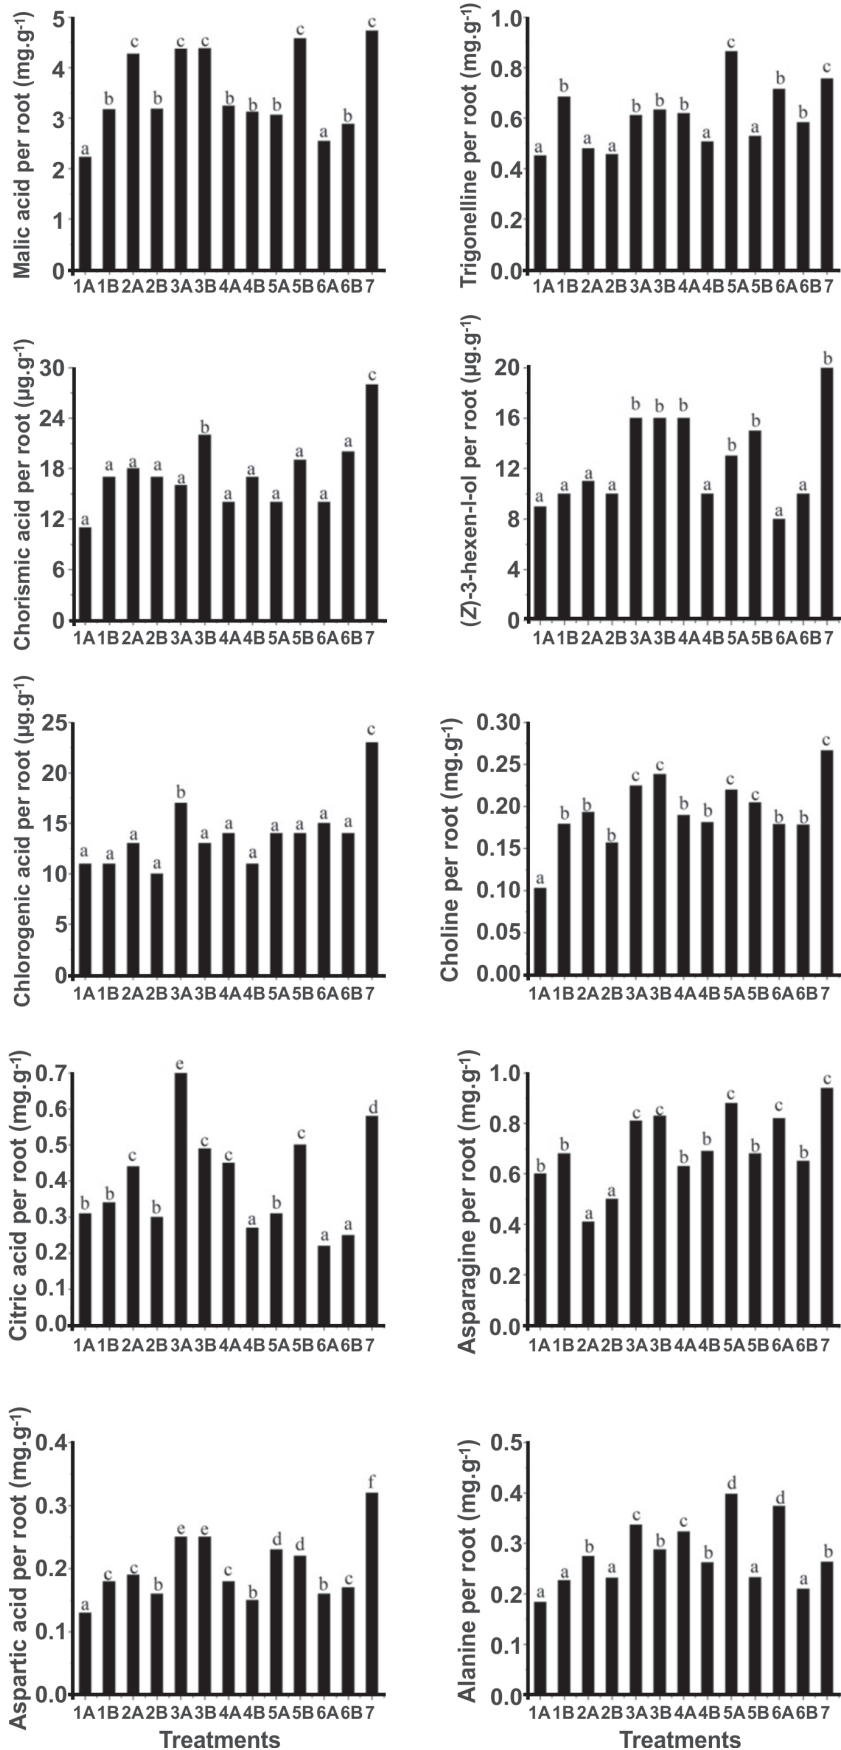 Malic acid per root (mg.g-1)
5
4
3
2
1
0
a b c b c c b b b c a b c
1A 1B 2A 2B 3A 3B 4A 4B 5A 5B 6A 6B 7
Trigonelline per root (mg.g-1)
1.0
0.8
0.6
0.4
0.2
0.0
a b a a b b b a c a b b c
1A 1B 2A 2B 3A 3B 4A 4B 5A 5B 6A 6B 7
Chorismic acid per root (µg.g-1)
30
24
18
12
6
0
a a a a a b a a a a a a c
1A 1B 2A 2B 3A 3B 4A 4B 5A 5B 6A 6B 7
(Z)-3-hexen-l-ol per root (µg.g-1)
20
16
12
8
4
0
a a a a b b b a b b a a b
1A 1B 2A 2B 3A 3B 4A 4B 5A 5B 6A 6B 7
Chlorogenic acid per root (µg.g-1)
25
20
15
10
5
0
a a a a b a a a a a a a c
1A 1B 2A 2B 3A 3B 4A 4B 5A 5B 6A 6B 7
Choline per root (mg.g-1)
0.30
0.25
0.20
0.15
0.10
0.05
0.00
a b b b c c b b c c b b c
1A 1B 2A 2B 3A 3B 4A 4B 5A 5B 6A 6B 7
Citric acid per root (mg.g-1)
0.7
0.6
0.5
0.4
0.3
0.2
0.1
0.0
b b c b e c c a b c a a d
1A 1B 2A 2B 3A 3B 4A 4B 5A 5B 6A 6B 7
Asparagine per root (mg.g-1)
1.0
0.8
0.6
0.4
0.2
0.0
b b a a c c b b c b c b c
1A 1B 2A 2B 3A 3B 4A 4B 5A 5B 6A 6B 7
Aspartic acid per root (mg.g-1)
0.4
0.3
0.2
0.1
0.0
a c c b e e c b d d b c f
1A 1B 2A 2B 3A 3B 4A 4B 5A 5B 6A 6B 7
Treatments
Alanine per root (mg.g-1)
0.5
0.4
0.3
0.2
0.1
0.0
a a b a c b c b d a d a b
1A 1B 2A 2B 3A 3B 4A 4B 5A 5B 6A 6B 7
Treatments